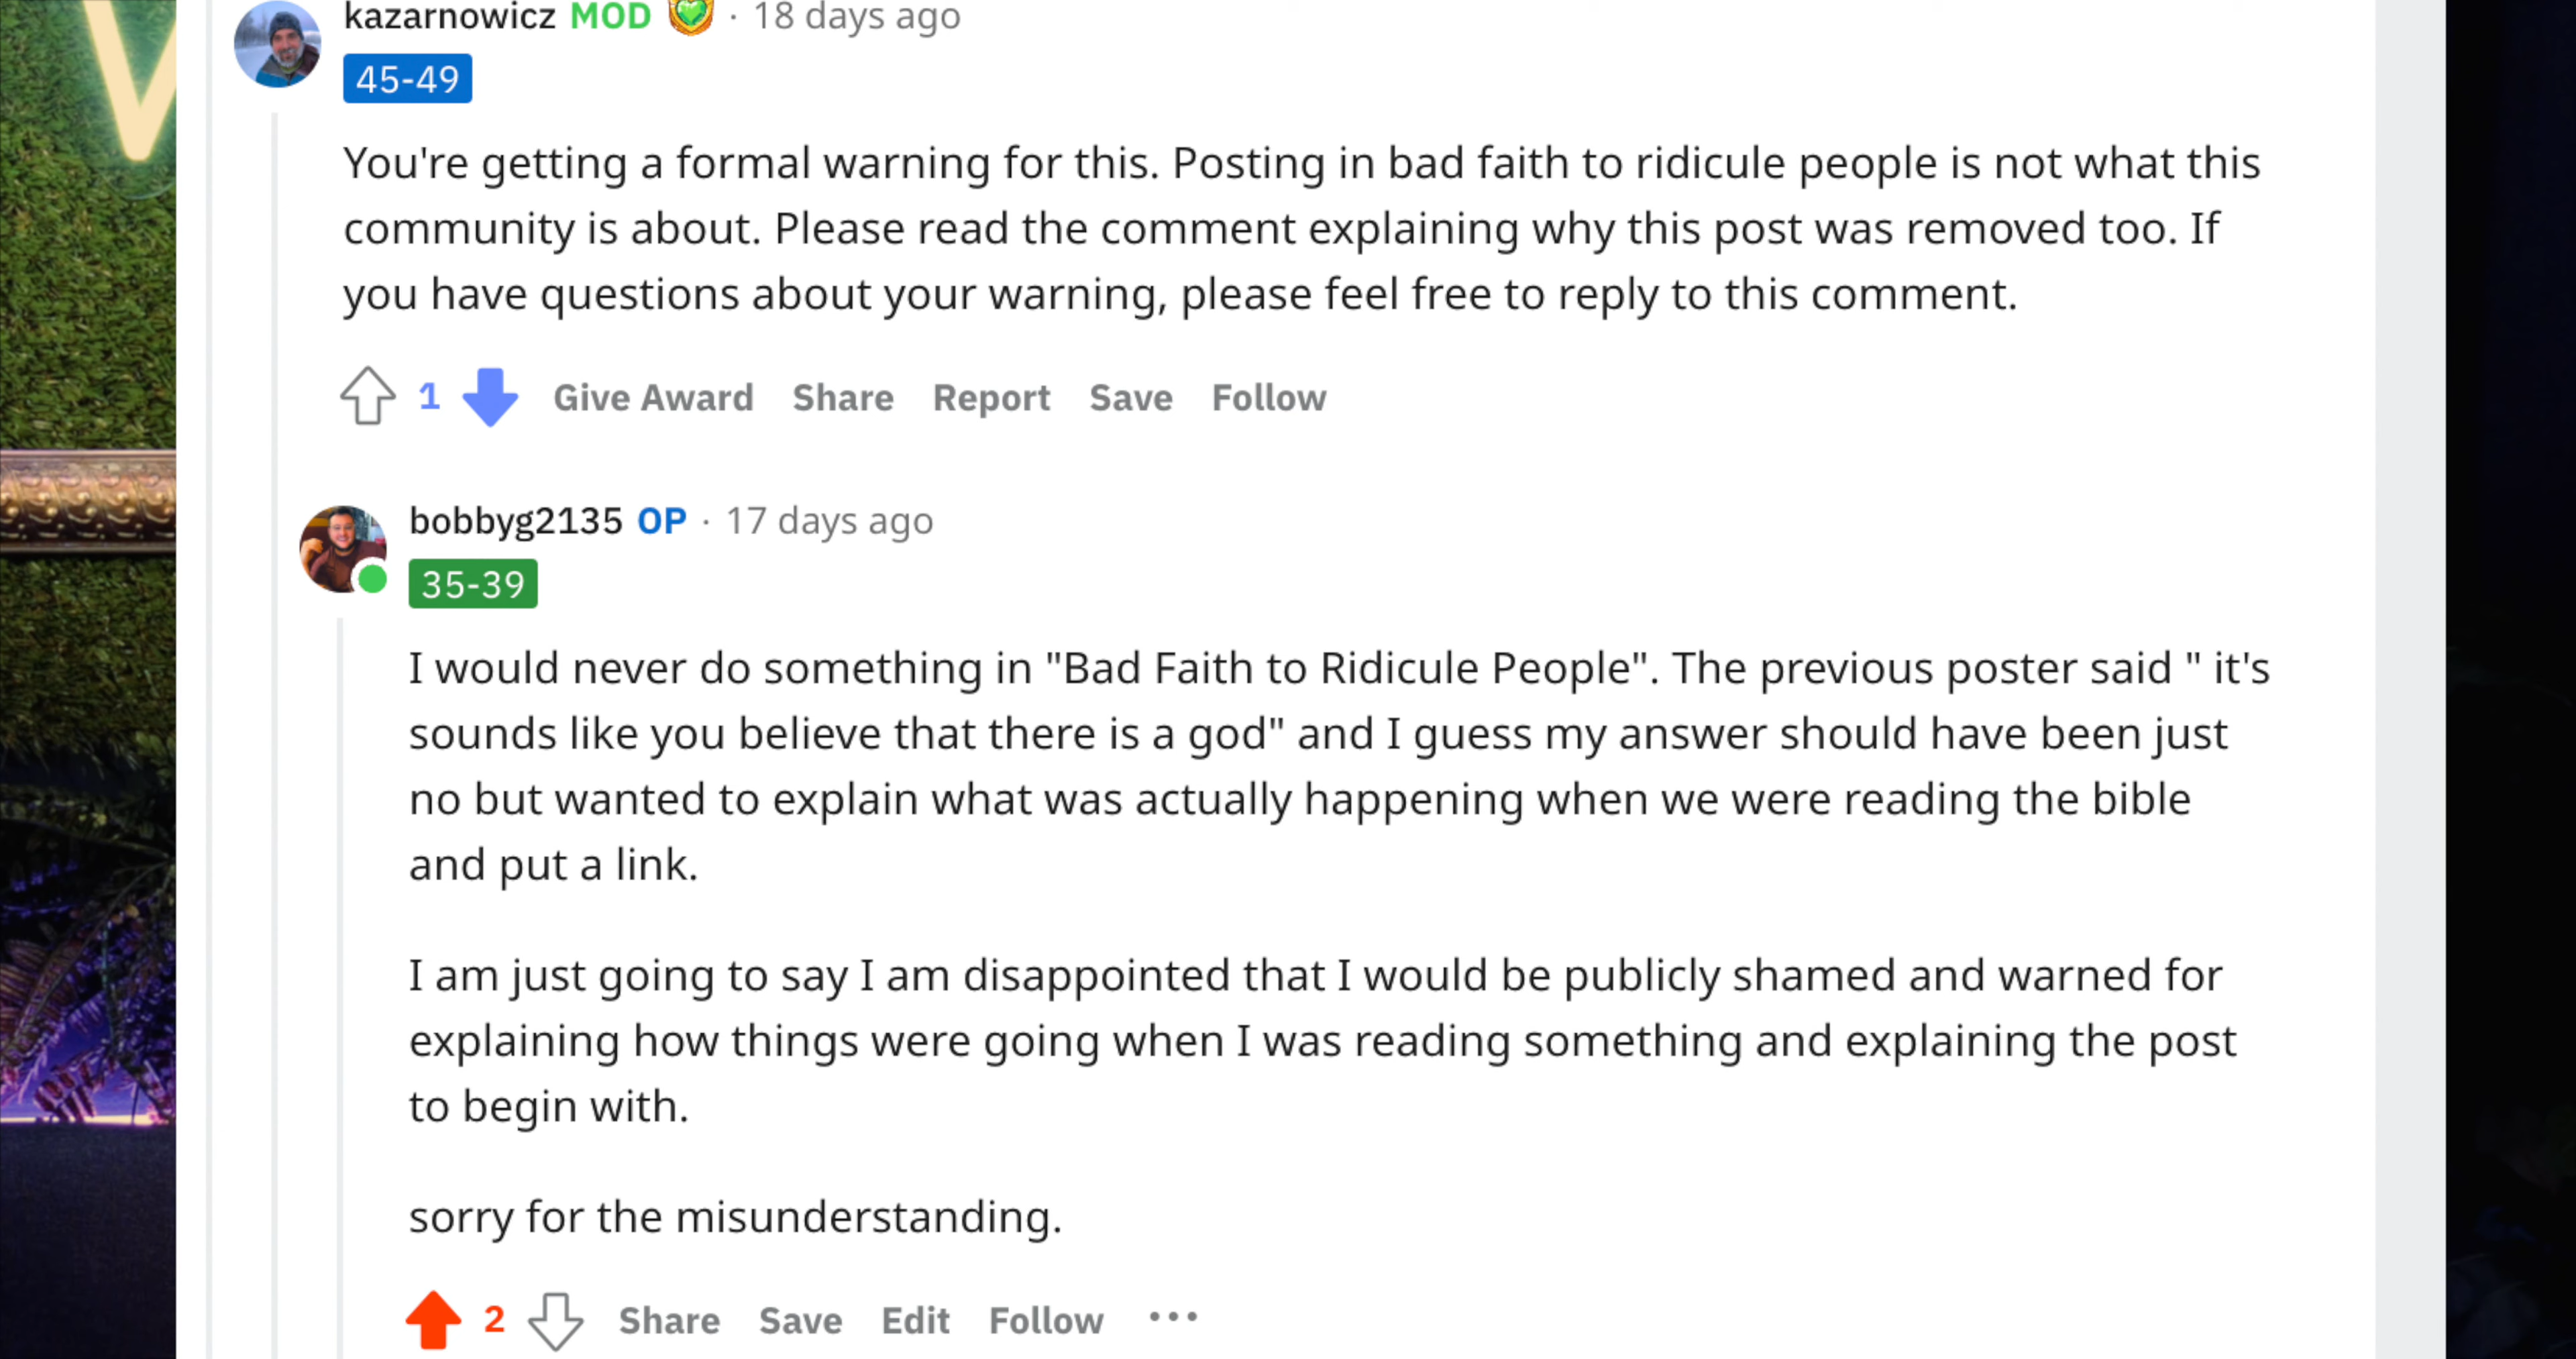 kazarnowicz MOD · 18 days ago
45-49
You're getting a formal warning for this. Posting in bad faith to ridicule people is not what this
community is about. Please read the comment explaining why this post was removed too. If
you have questions about your warning, please feel free to reply to this comment.
1 Give Award Share Report Save Follow
bobbyg2135 OP · 17 days ago
35-39
I would never do something in "Bad Faith to Ridicule People". The previous poster said " it's
sounds like you believe that there is a god" and I guess my answer should have been just
no but wanted to explain what was actually happening when we were reading the bible
and put a link.
I am just going to say I am disappointed that I would be publicly shamed and warned for
explaining how things were going when I was reading something and explaining the post
to begin with.
sorry for the misunderstanding.
2 Share Save Edit Follow ...